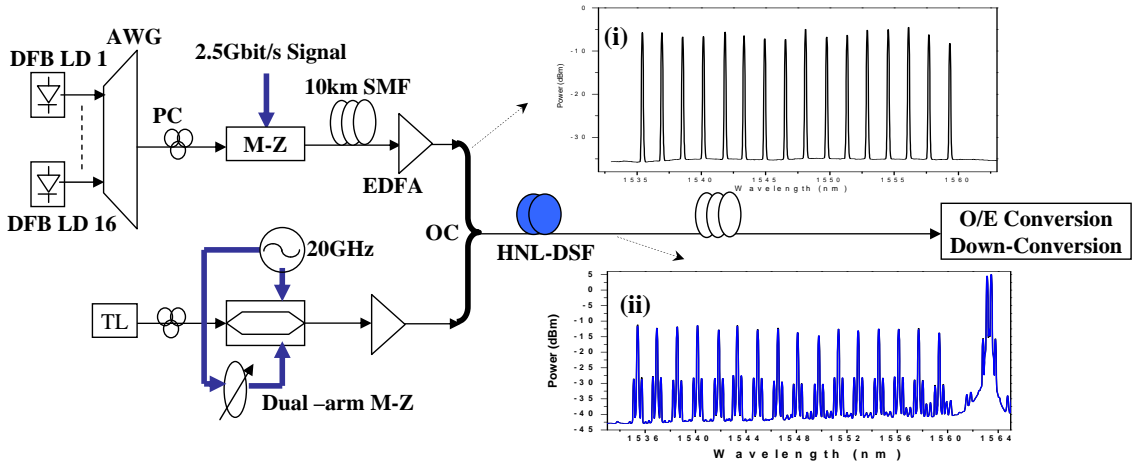 DFB LD 1
AWG
2.5Gbit/s Signal
PC
10km SMF
M-Z
EDFA
DFB LD 16
OC
HNL-DSF
O/E Conversion
Down-Conversion
20GHz
TL
Dual –arm M-Z
(i)
Power (dBm)
0
-10
-20
-30
1535
1540
1545
1550
1555
1560
Wavelength (nm)
(ii)
Power (dBm)
5
0
-5
-10
-15
-20
-25
-30
-35
-40
-45
1536
1540
1544
1548
1552
1556
1560
1564
Wavelength (nm)